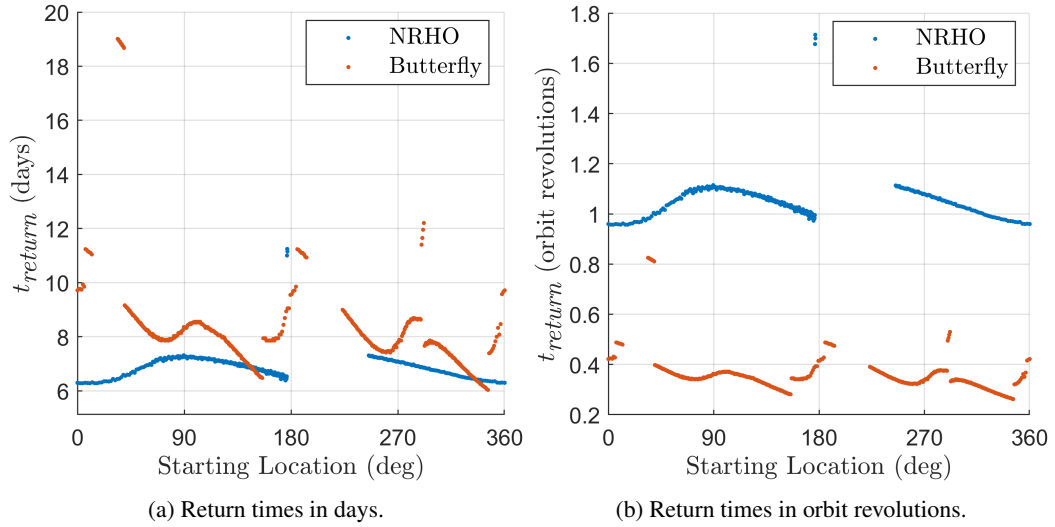 20
18
16
14
12
10
8
6
t_return (days)
0 90 180 270 360
Starting Location (deg)
NRHO
Butterfly
(a) Return times in days.
1.8
1.6
1.4
1.2
1
0.8
0.6
0.4
0.2
t_return (orbit revolutions)
0 90 180 270 360
Starting Location (deg)
NRHO
Butterfly
(b) Return times in orbit revolutions.